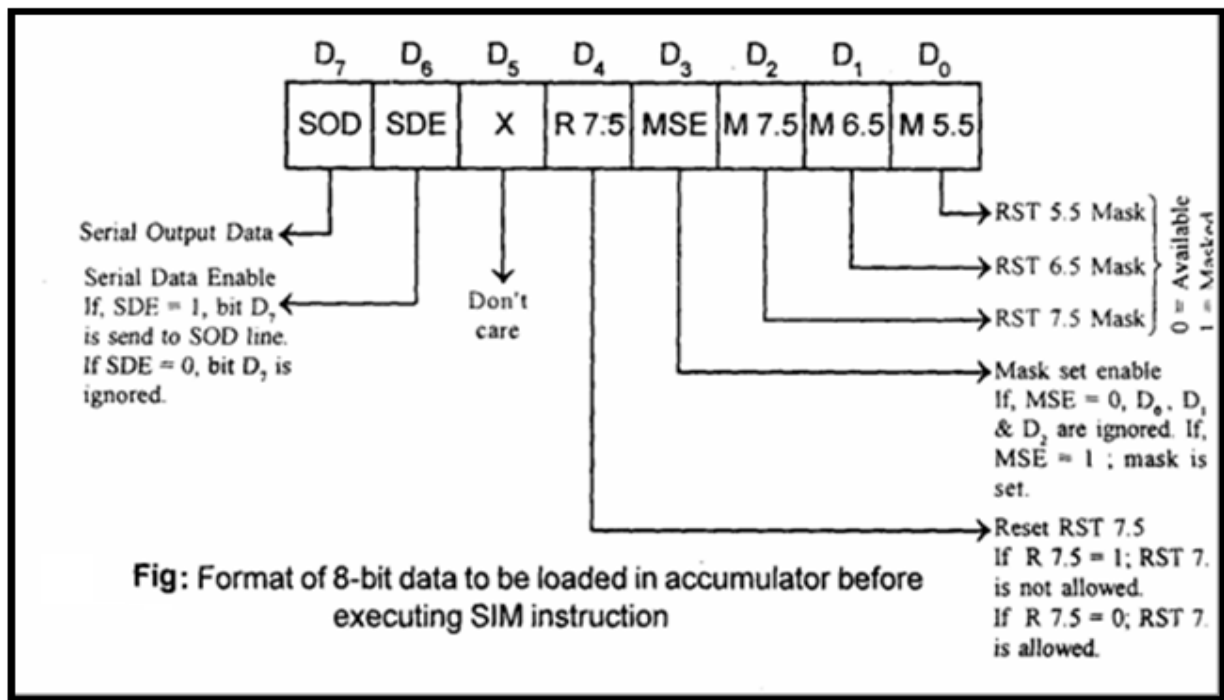 D₇ D₆ D₅ D₄ D₃ D₂ D₁ D₀
SOD SDE X R 7.5 MSE M 7.5 M 6.5 M 5.5
Serial Output Data
Serial Data Enable
If, SDE = 1, bit D₇
is send to SOD line.
If SDE = 0, bit D₇ is
ignored.
Don't
care
RST 5.5 Mask
RST 6.5 Mask
RST 7.5 Mask
0 = Available
1 = Masked
Mask set enable
If, MSE = 0, D₀, D₁
& D₂ are ignored. If,
MSE = 1 ; mask is
set.
Reset RST 7.5
If R 7.5 = 1; RST 7.
is not allowed.
If R 7.5 = 0; RST 7.
is allowed.
Fig: Format of 8-bit data to be loaded in accumulator before
executing SIM instruction